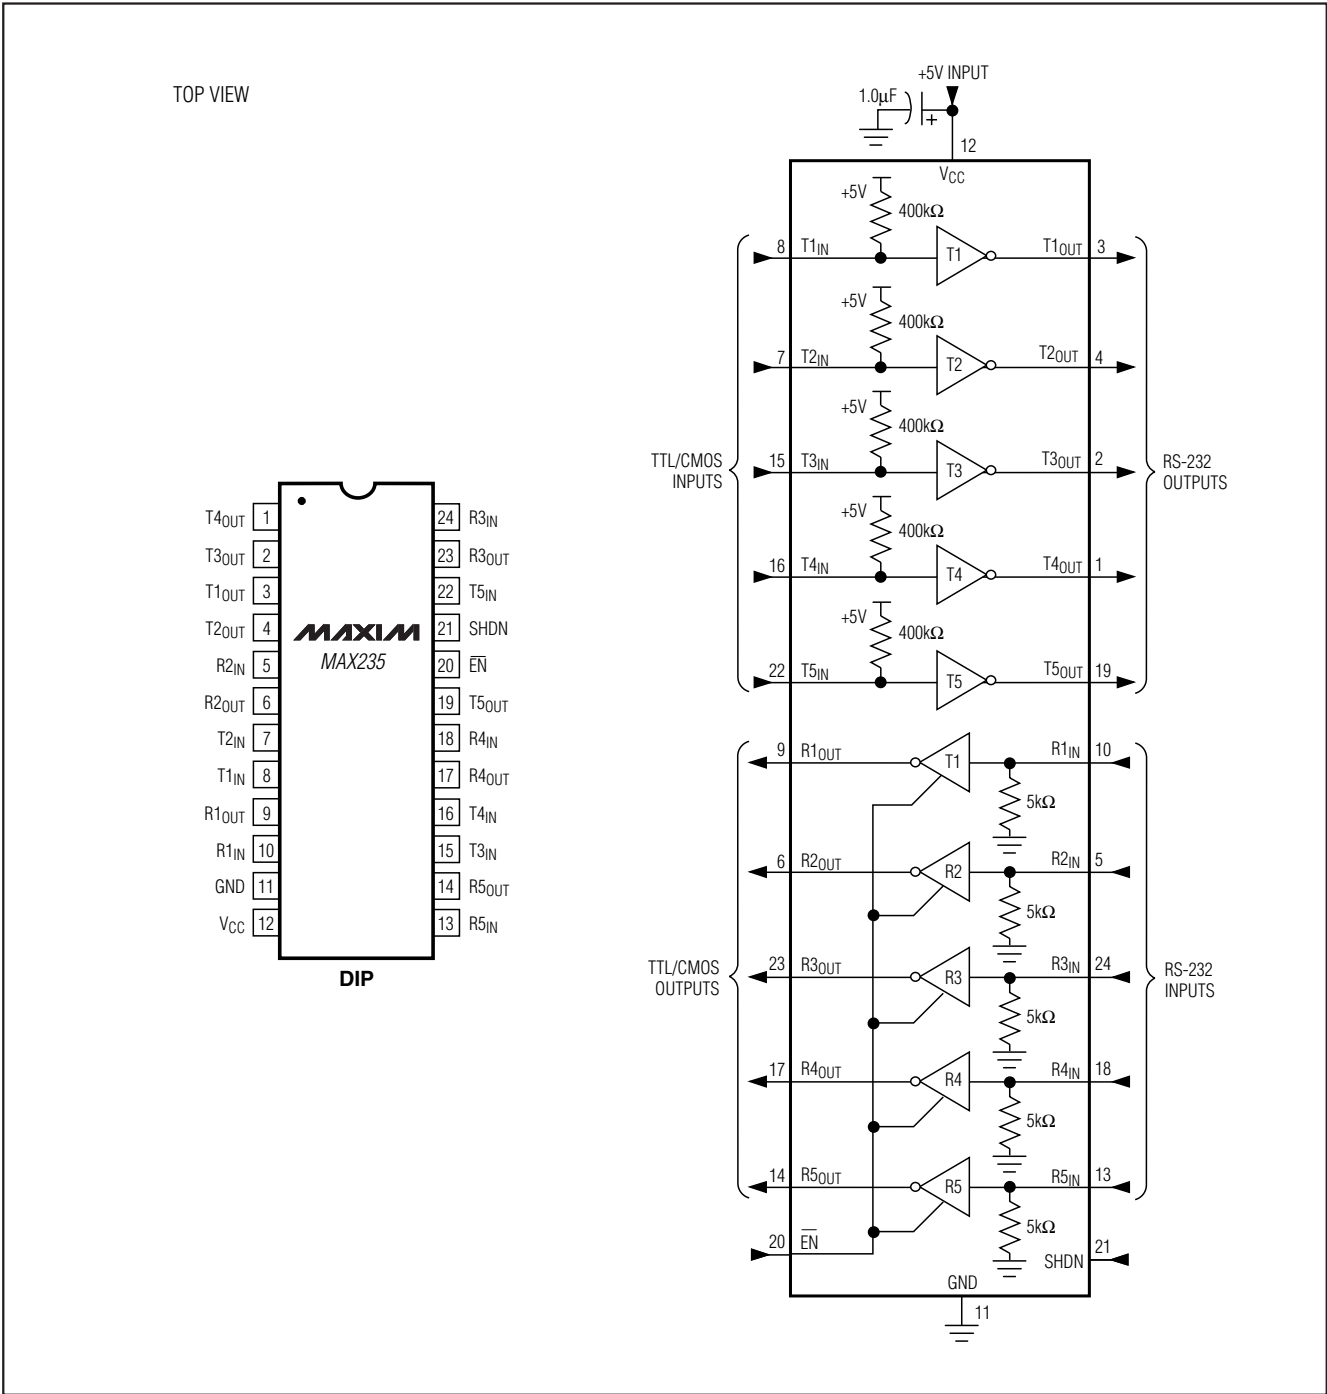 TOP VIEW
T4OUT 1
T3OUT 2
T1OUT 3
T2OUT 4
R2IN 5
R2OUT 6
T2IN 7
T1IN 8
R1OUT 9
R1IN 10
GND 11
VCC 12
24 R3IN
23 R3OUT
22 T5IN
21 SHDN
20 E̅N̅
19 T5OUT
18 R4IN
17 R4OUT
16 T4IN
15 T3IN
14 R5OUT
13 R5IN
MAXIM
MAX235
DIP
+5V INPUT
1.0µF
+
12
VCC
+5V
400kΩ
8 T1IN
T1
T1OUT 3
+5V
400kΩ
7 T2IN
T2
T2OUT 4
+5V
400kΩ
15 T3IN
T3
T3OUT 2
+5V
400kΩ
16 T4IN
T4
T4OUT 1
+5V
400kΩ
22 T5IN
T5
T5OUT 19
TTL/CMOS
INPUTS
RS-232
OUTPUTS
9 R1OUT
T1
R1IN 10
5kΩ
6 R2OUT
R2
R2IN 5
5kΩ
23 R3OUT
R3
R3IN 24
5kΩ
17 R4OUT
R4
R4IN 18
5kΩ
14 R5OUT
R5
R5IN 13
5kΩ
TTL/CMOS
OUTPUTS
RS-232
INPUTS
20 E̅N̅
SHDN 21
GND
11